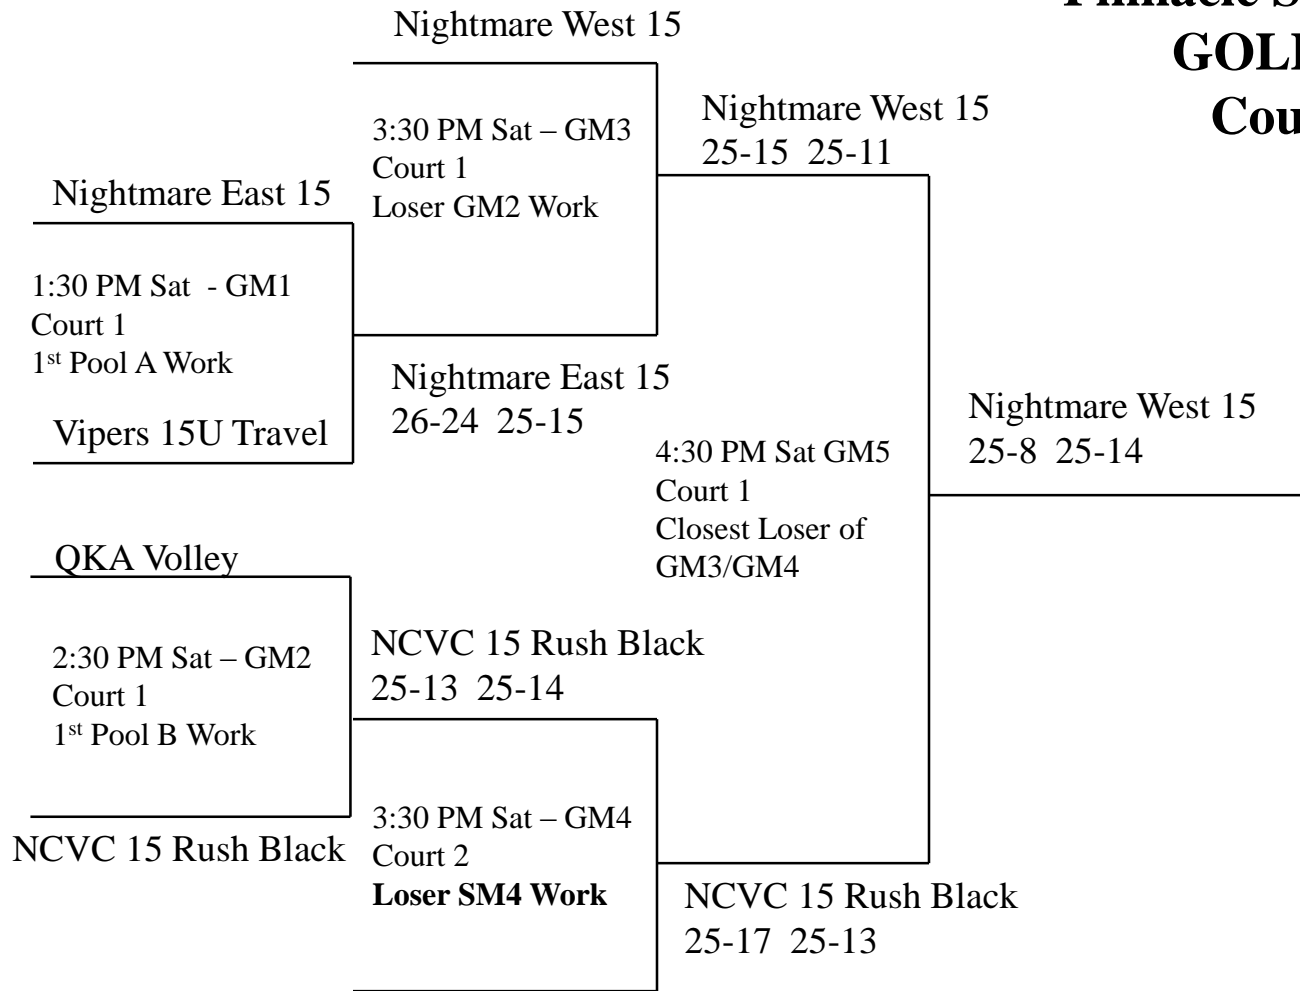 Nightmare West 15
Pinnacle
GOL
Cou
Nightmare West 15
25-15 25-11
3:30 PM Sat – GM3
Court 1
Loser GM2 Work
Nightmare East 15
1:30 PM Sat - GM1
Court 1
1st Pool A Work
Nightmare East 15
26-24 25-15
Vipers 15U Travel
Nightmare West 15
25-8 25-14
4:30 PM Sat GM5
Court 1
Closest Loser of
GM3/GM4
QKA Volley
2:30 PM Sat – GM2
Court 1
1st Pool B Work
NCVC 15 Rush Black
25-13 25-14
NCVC 15 Rush Black
3:30 PM Sat – GM4
Court 2
Loser SM4 Work
NCVC 15 Rush Black
25-17 25-13